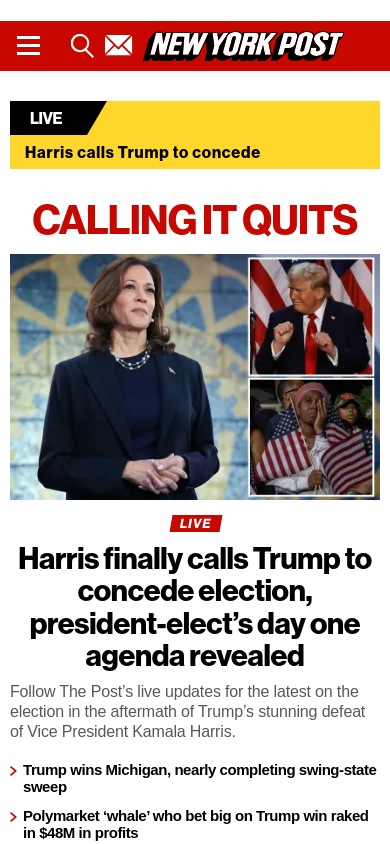 NEW YORK POST
LIVE
Harris calls Trump to concede
CALLING IT QUITS
LIVE
Harris finally calls Trump to
concede election,
president-elect’s day one
agenda revealed
Follow The Post’s live updates for the latest on the
election in the aftermath of Trump’s stunning defeat
of Vice President Kamala Harris.
Trump wins Michigan, nearly completing swing-state
sweep
Polymarket ‘whale’ who bet big on Trump win raked
in $48M in profits